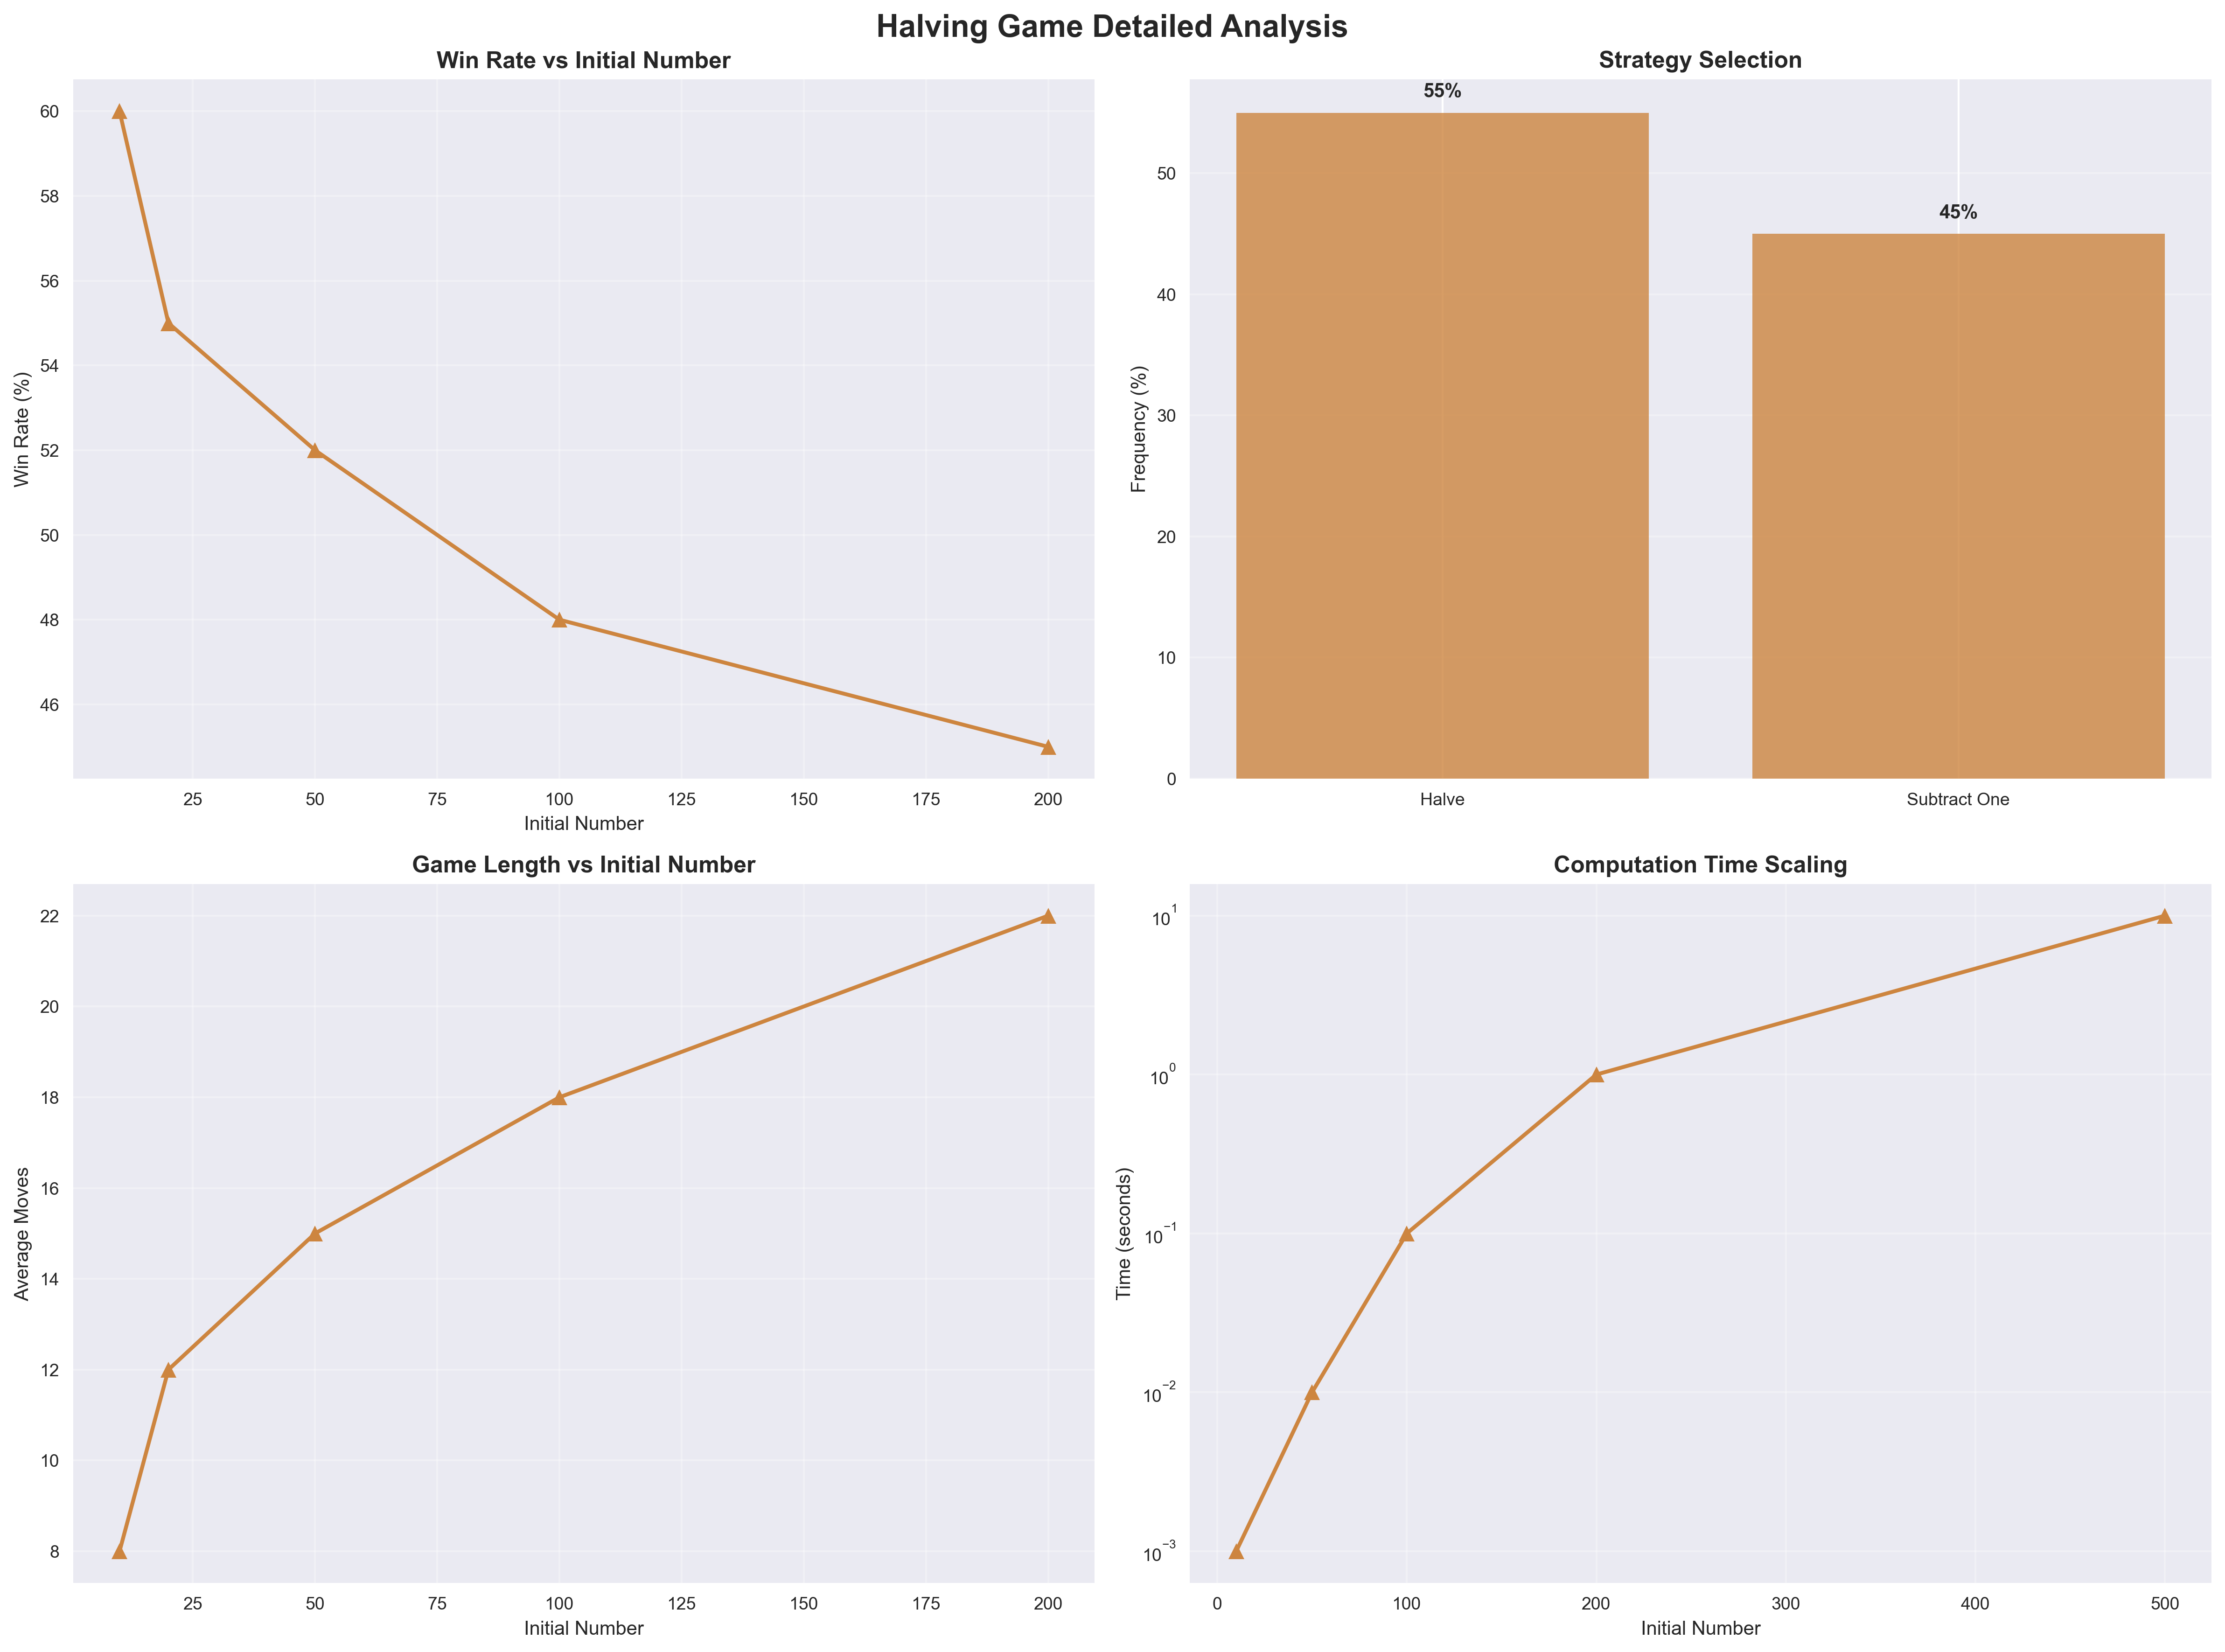 Halving Game Detailed Analysis
Win Rate vs Initial Number
60
58
56
54
52
50
48
46
Win Rate (%)
25 50 75 100 125 150 175 200
Initial Number
Strategy Selection
55%
45%
50
40
30
20
10
0
Frequency (%)
Halve Subtract One
Game Length vs Initial Number
22
20
18
16
14
12
10
8
Average Moves
25 50 75 100 125 150 175 200
Initial Number
Computation Time Scaling
10¹
10⁰
10⁻¹
10⁻²
10⁻³
Time (seconds)
0 100 200 300 400 500
Initial Number